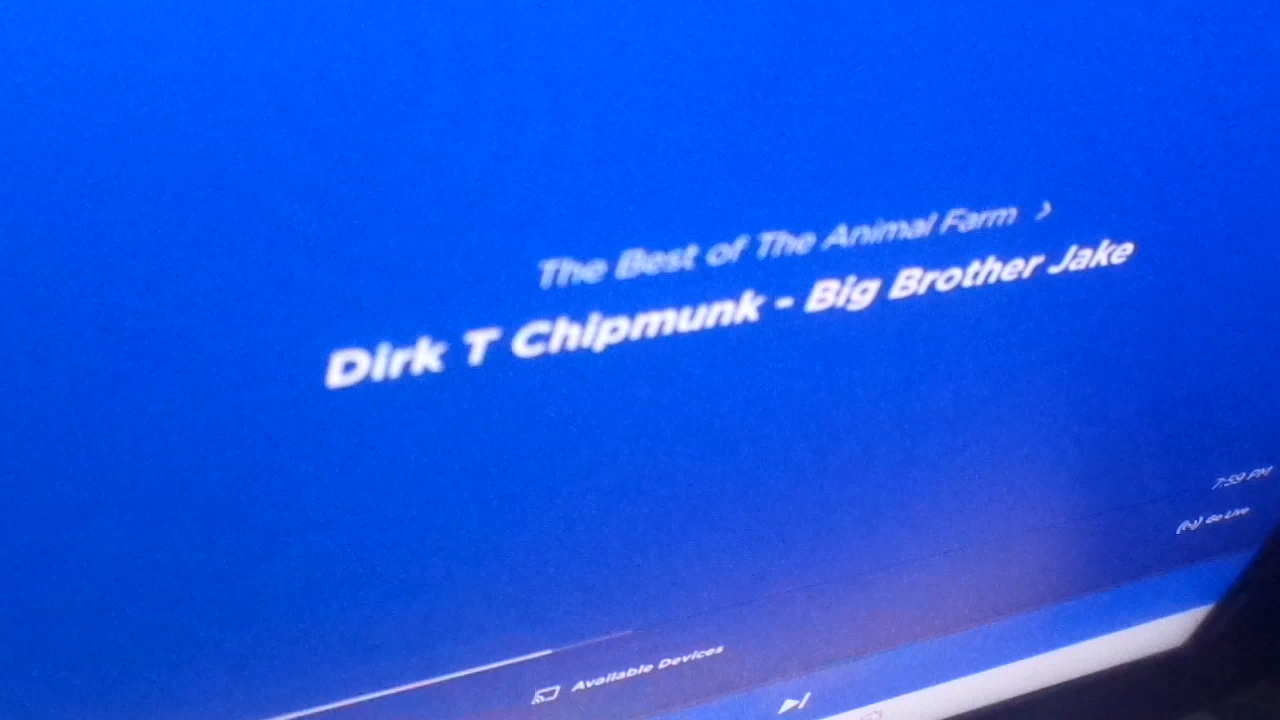 The Best of The Animal Farm >
Dirk T Chipmunk - Big Brother Jake
7:59 PM
Go Live
Available Devices